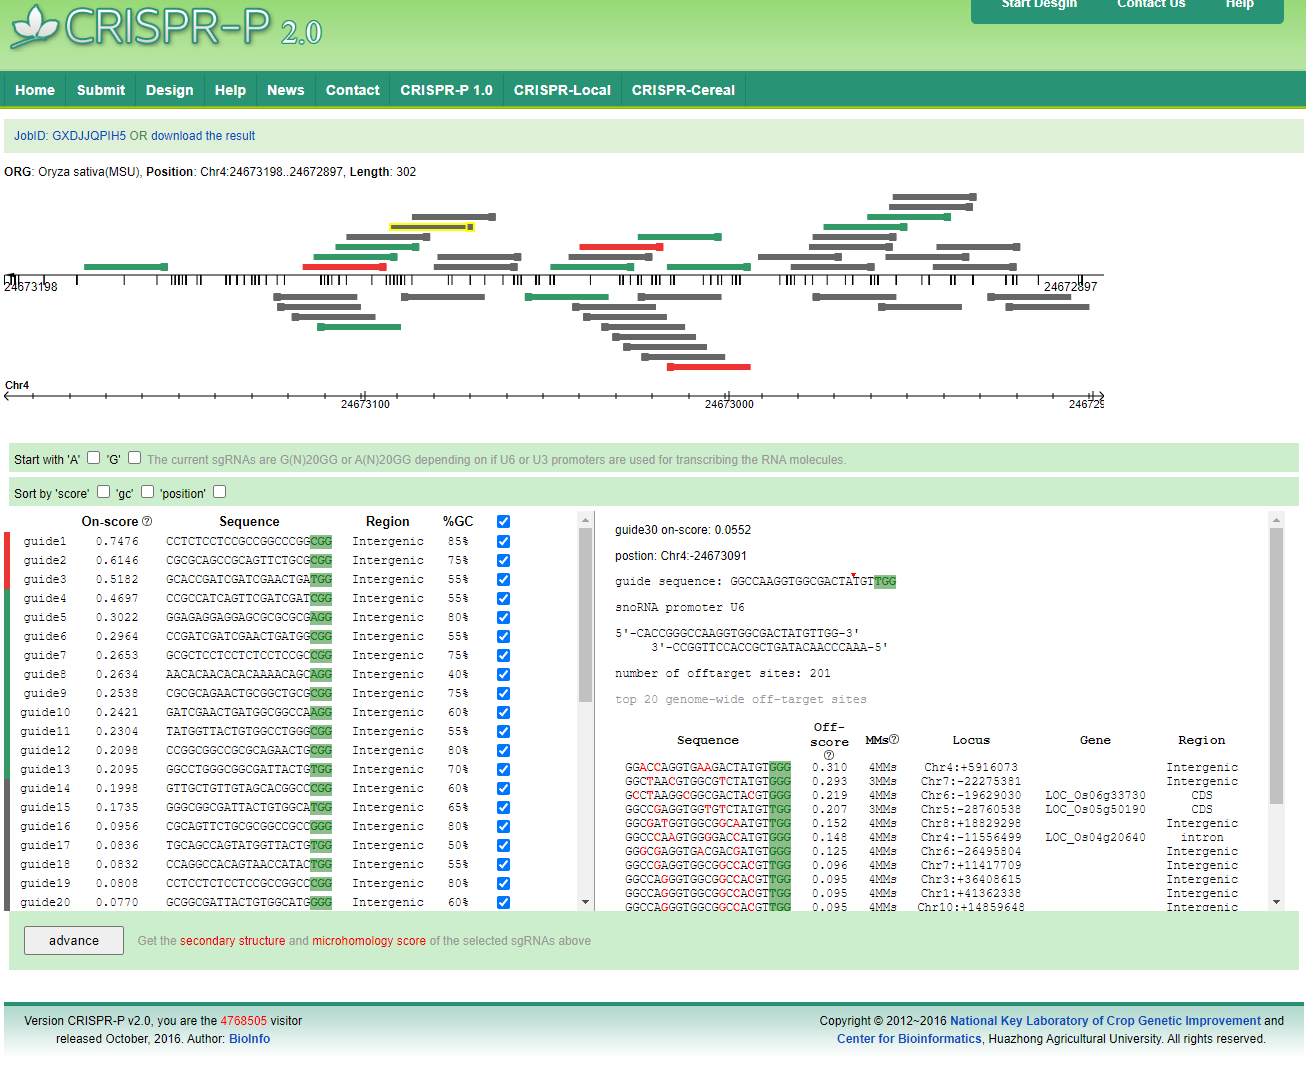 Start Desgin Contact Us Help
CRISPR-P 2.0
Home Submit Design Help News Contact CRISPR-P 1.0 CRISPR-Local CRISPR-Cereal
JobID: GXDJJQPIH5 OR download the result
ORG: Oryza sativa(MSU), Position: Chr4:24673198..24672897, Length: 302
24673198 24672897
Chr4
24673100 24673000 246729
Start with 'A' 'G' The current sgRNAs are G(N)20GG or A(N)20GG depending on if U6 or U3 promoters are used for transcribing the RNA molecules.
Sort by 'score' 'gc' 'position'
On-score Sequence Region %GC
guide1 0.7476 CCTCTCCTCCGCCGGCCCGGCGG Intergenic 85%
guide2 0.6146 CGCGCAGCCGCAGTTCTGCGCGG Intergenic 75%
guide3 0.5182 GCACCGATCGATCGAACTGATGG Intergenic 55%
guide4 0.4697 CCGCCATCAGTTCGATCGATCGG Intergenic 55%
guide5 0.3022 GGAGAGGAGGAGCGCGCGCGAGG Intergenic 80%
guide6 0.2964 CCGATCGATCGAACTGATGGCGG Intergenic 55%
guide7 0.2653 GCGCTCCTCCTCTCCTCCGCCGG Intergenic 75%
guide8 0.2634 AACACAACACACAAAACAGCAGG Intergenic 40%
guide9 0.2538 CGCGCAGAACTGCGGCTGCGCGG Intergenic 75%
guide10 0.2421 GATCGAACTGATGGCGGCCAAGG Intergenic 60%
guide11 0.2304 TATGGTTACTGTGGCCTGGGCGG Intergenic 55%
guide12 0.2098 CCGGCGGCCGCGCAGAACTGCGG Intergenic 80%
guide13 0.2095 GGCCTGGGCGGCGATTACTGTGG Intergenic 70%
guide14 0.1998 GTTGCTGTTGTAGCACGGCCCGG Intergenic 60%
guide15 0.1735 GGGCGGCGATTACTGTGGCATGG Intergenic 65%
guide16 0.0956 CGCAGTTCTGCGCGGCCGCCGGG Intergenic 80%
guide17 0.0836 TGCAGCCAGTATGGTTACTGTGG Intergenic 50%
guide18 0.0832 CCAGGCCACAGTAACCATACTGG Intergenic 55%
guide19 0.0808 CCTCCTCTCCTCCGCCGGCCCGG Intergenic 80%
guide20 0.0770 GCGGCGATTACTGTGGCATGGGG Intergenic 60%
guide30 on-score: 0.0552
postion: Chr4:-24673091
guide sequence: GGCCAAGGTGGCGACTATGTTGG
snoRNA promoter U6
5'-CACCGGGCCAAGGTGGCGACTATGTTGG-3'
3'-CCGGTTCCACCGCTGATACAACCCAAA-5'
number of offtarget sites: 201
top 20 genome-wide off-target sites
Sequence Off-score MMs Locus Gene Region
GGACCAGGTGAAGACTATGTGGG 0.310 4MMs Chr4:+5916073 Intergenic
GGCTAACGTGGCGTCTATGTGGG 0.293 3MMs Chr7:-22275381 Intergenic
GCCTAAGGCGGCGACTACGTGGG 0.219 4MMs Chr6:-19629030 LOC_Os06g33730 CDS
GGCCGAGGTGGTGTCTATGTTGG 0.207 3MMs Chr5:-28760538 LOC_Os05g50190 CDS
GGCGATGGTGGCGGCAATGTTGG 0.152 4MMs Chr8:+18829298 Intergenic
GGCCCAAGTGGGGACCATGTGGG 0.148 4MMs Chr4:-11556499 LOC_Os04g20640 intron
GGGCGAGGTGACGACGATGTGGG 0.125 4MMs Chr6:-26495804 Intergenic
GGCCGAGGTGGCGGCCACGTTGG 0.096 4MMs Chr7:+11417709 Intergenic
GGCCAGGGTGGCGGCCACGTTGG 0.095 4MMs Chr3:+36408615 Intergenic
GGCCAGGGTGGCGGCCACGTTGG 0.095 4MMs Chr1:+41362338 Intergenic
GGCCAGGGTGGCGGCCACGTTGG 0.095 4MMs Chr10:+14859648 Intergenic
advance Get the secondary structure and microhomology score of the selected sgRNAs above
Version CRISPR-P v2.0, you are the 4768505 visitor
released October, 2016. Author: BioInfo
Copyright © 2012~2016 National Key Laboratory of Crop Genetic Improvement and
Center for Bioinformatics, Huazhong Agricultural University. All rights reserved.